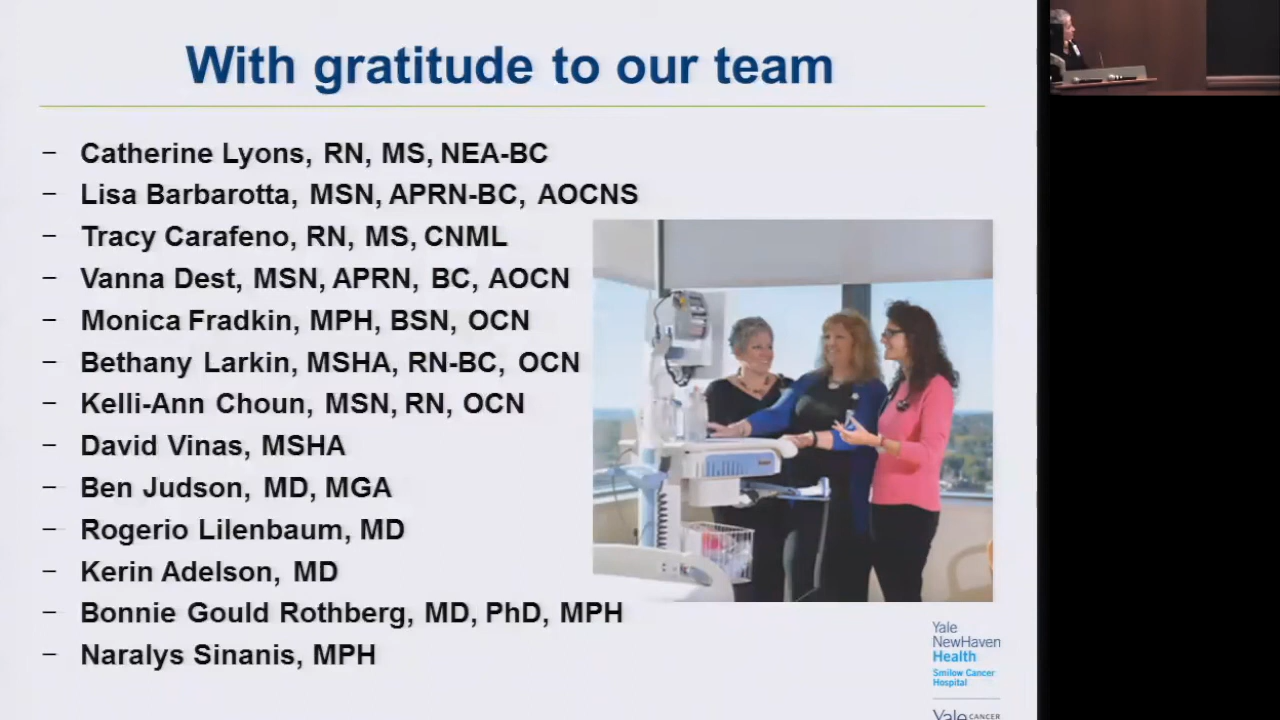 With gratitude to our team
– Catherine Lyons, RN, MS, NEA-BC
– Lisa Barbarotta, MSN, APRN-BC, AOCNS
– Tracy Carafeno, RN, MS, CNML
– Vanna Dest, MSN, APRN, BC, AOCN
– Monica Fradkin, MPH, BSN, OCN
– Bethany Larkin, MSHA, RN-BC, OCN
– Kelli-Ann Choun, MSN, RN, OCN
– David Vinas, MSHA
– Ben Judson, MD, MGA
– Rogerio Lilenbaum, MD
– Kerin Adelson, MD
– Bonnie Gould Rothberg, MD, PhD, MPH
– Naralys Sinanis, MPH
Yale
NewHaven
Health
Smilow Cancer
Hospital
Yale CANCER